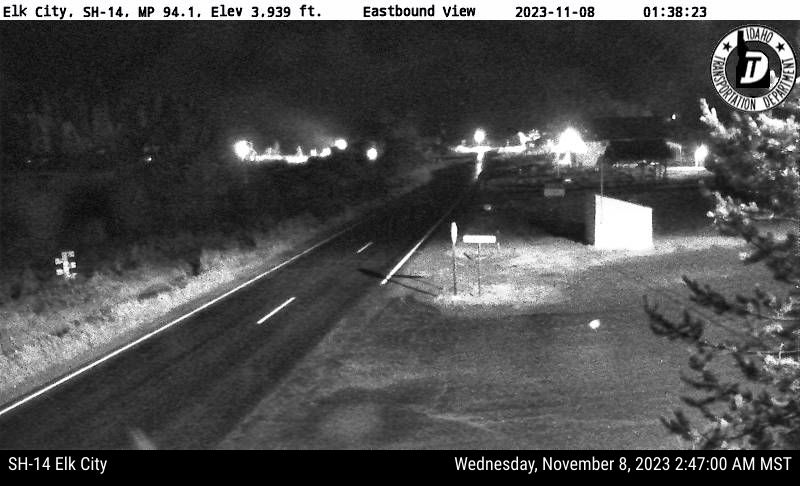 Elk City, SH-14, MP 94.1, Elev 3,939 ft. Eastbound View 2023-11-08 01:38:23
IDAHO
TRANSPORTATION DEPARTMENT
SH-14 Elk City Wednesday, November 8, 2023 2:47:00 AM MST